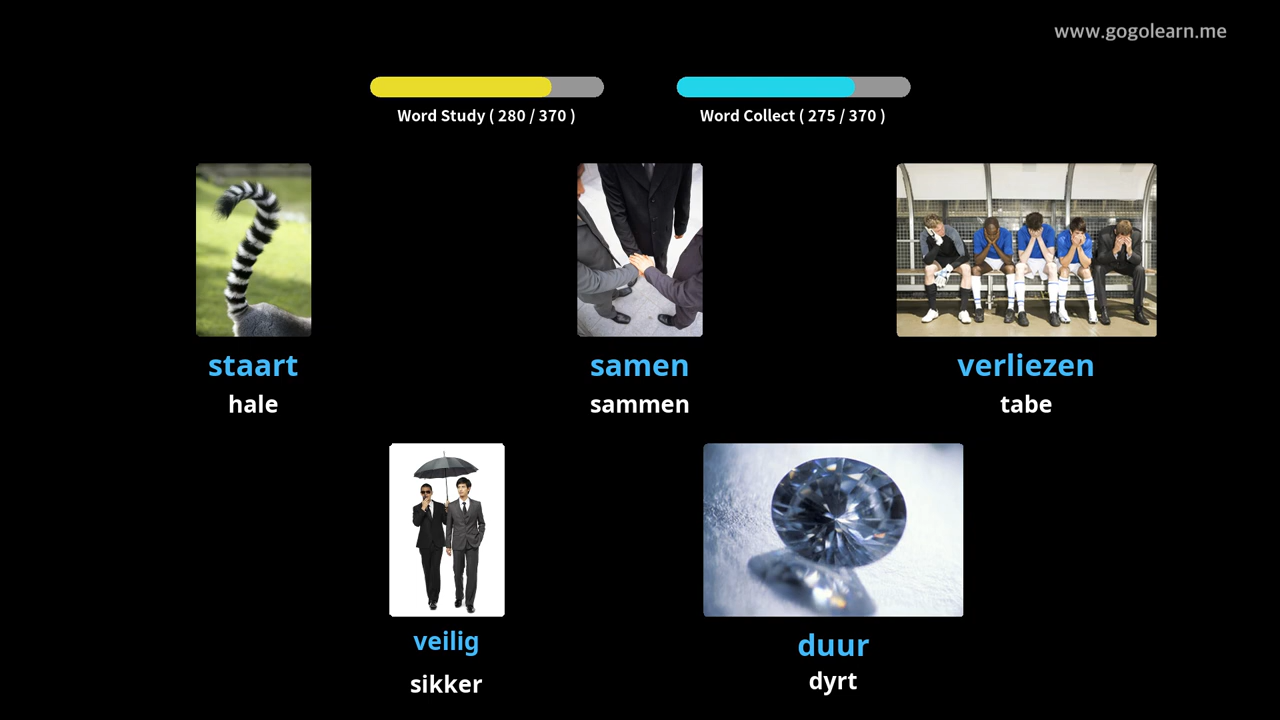 www.gogolearn.me
Word Study ( 280 / 370 )
Word Collect ( 275 / 370 )
staart
hale
samen
sammen
verliezen
tabe
veilig
sikker
duur
dyrt